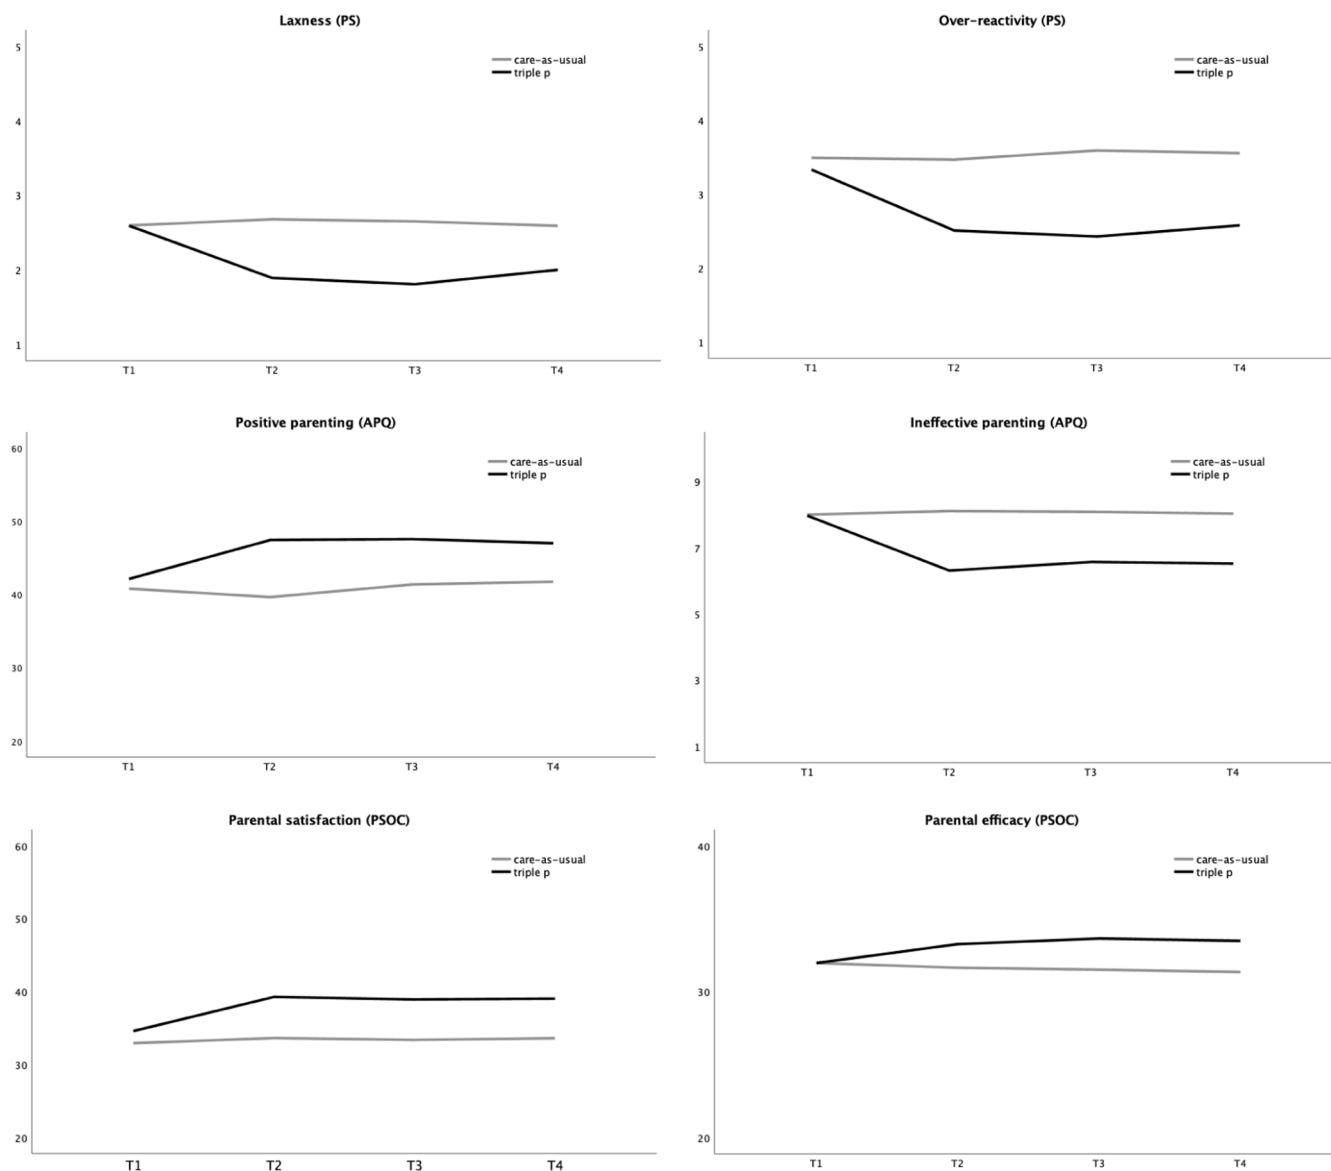 Laxness (PS)
5
care-as-usual
triple p
4
3
2
1
T1 T2 T3 T4
Over-reactivity (PS)
5
care-as-usual
triple p
4
3
2
1
T1 T2 T3 T4
Positive parenting (APQ)
60
care-as-usual
triple p
50
40
30
20
T1 T2 T3 T4
Ineffective parenting (APQ)
care-as-usual
triple p
9
7
5
3
1
T1 T2 T3 T4
Parental satisfaction (PSOC)
60
care-as-usual
triple p
50
40
30
20
T1 T2 T3 T4
Parental efficacy (PSOC)
40
care-as-usual
triple p
30
20
T1 T2 T3 T4